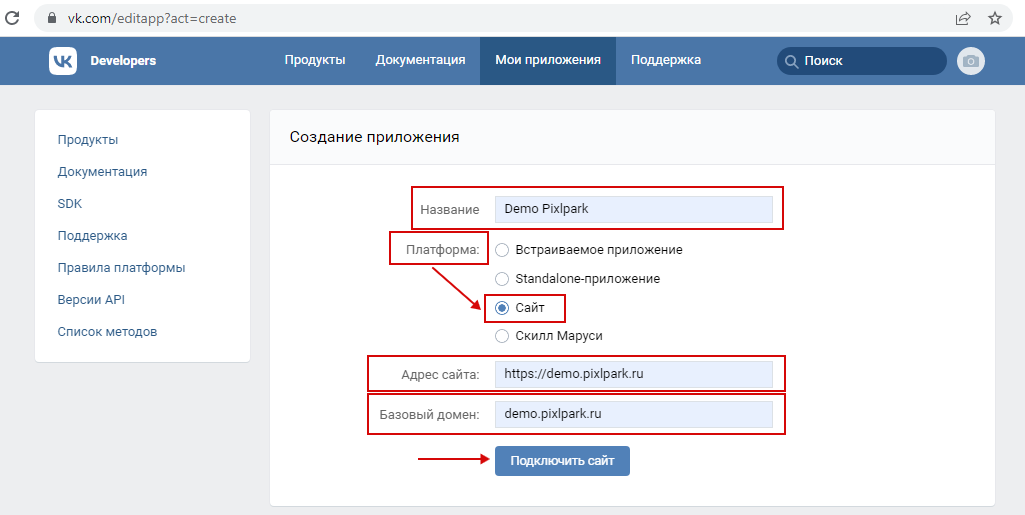 vk.com/editapp?act=create
Developers Продукты Документация Мои приложения Поддержка Поиск
Продукты
Документация
SDK
Поддержка
Правила платформы
Версии API
Список методов
Создание приложения
Название Demo Pixlpark
Платформа: Встраиваемое приложение
Standalone-приложение
Сайт
Скилл Маруси
Адрес сайта: https://demo.pixlpark.ru
Базовый домен: demo.pixlpark.ru
Подключить сайт